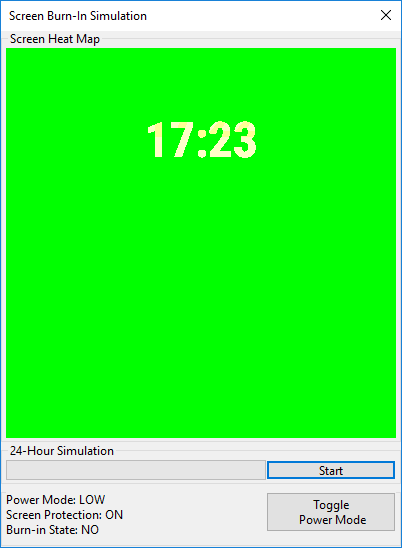 Screen Burn-In Simulation
Screen Heat Map
17:23
24-Hour Simulation
Start
Power Mode: LOW
Screen Protection: ON
Burn-in State: NO
Toggle
Power Mode